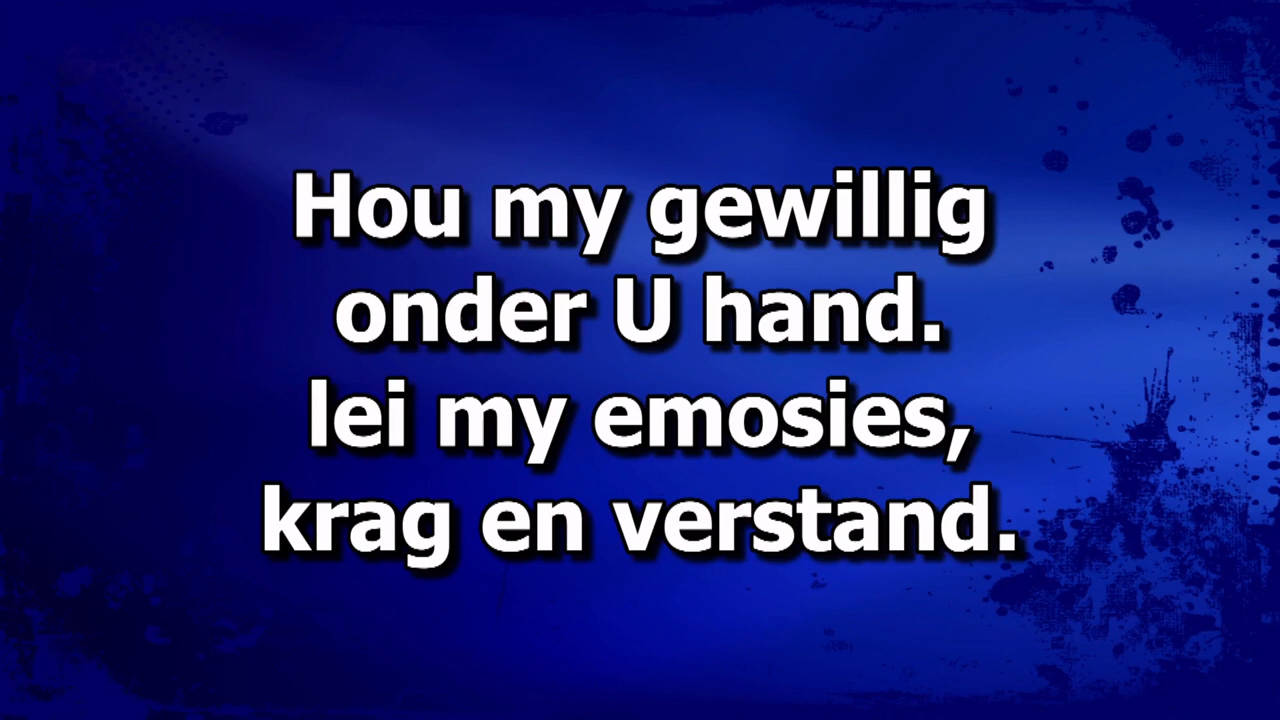 Hou my gewillig
onder U hand.
lei my emosies,
krag en verstand.